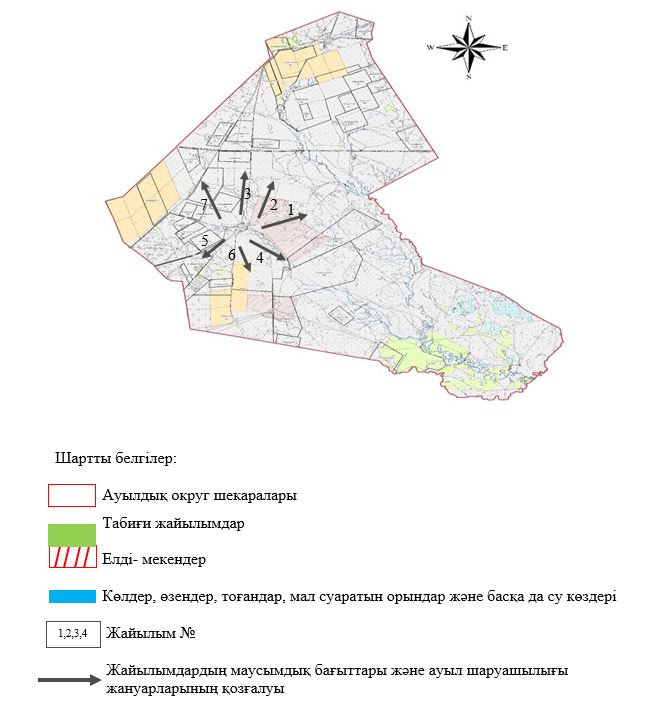 N
W E
S
3
7 2
1
5
6 4
Шартты белгілер:
Ауылдық округ шекаралары
Табиғи жайылымдар
Елді- мекендер
Көлдер, өзендер, тоғандар, мал суаратын орындар және басқа да су көздері
1,2,3,4 Жайылым №
Жайылымдардың маусымдық бағыттары және ауыл шаруашылығы
жануарларының қозғалуы